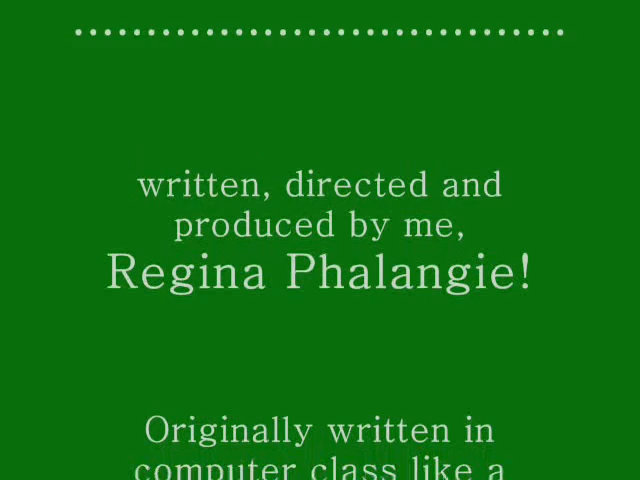 written, directed and
produced by me,
Regina Phalangie!
Originally written in
computer class like a